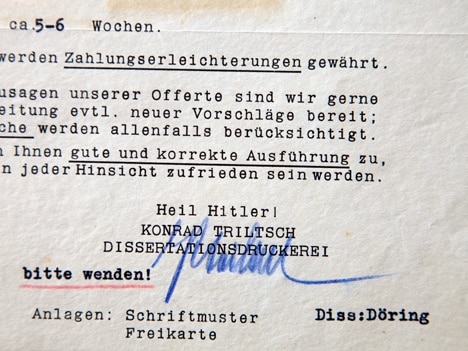 ca.5-6 Wochen.
werden Zahlungserleichterungen gewährt.
usagen unserer Offerte sind wir gerne
eitung evtl. neuer Vorschläge bereit;
che werden allenfalls berücksichtigt.
n Ihnen gute und korrekte Ausführung zu,
n jeder Hinsicht zufrieden sein werden.
Heil Hitler!
KONRAD TRILTSCH
DISSERTATIONSDRUCKEREI
bitte wenden!
Anlagen: Schriftmuster Diss:Döring
Freikarte